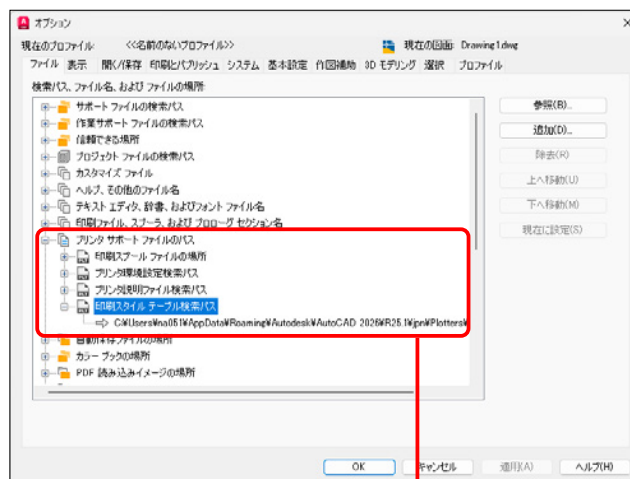 オプション
現在のプロファイル: <<名前のないプロファイル>> 現在の図面: Drawing1.dwg
ファイル 表示 開く/保存 印刷とパブリッシュ システム 基本設定 作図補助 3D モデリング 選択 プロファイル
検索パス、ファイル名、および ファイルの場所:
サポート ファイルの検索パス
作業サポート ファイルの検索パス
信頼できる場所
プロジェクト ファイルの検索パス
カスタマイズ ファイル
ヘルプ、その他のファイル名
テキスト エディタ、辞書、およびフォント ファイル名
印刷ファイル、スプーラ、および プロローグ セクション名
プリンタ サポート ファイルのパス
印刷スプール ファイルの場所
プリンタ環境設定検索パス
プリンタ説明ファイル検索パス
印刷スタイル テーブル検索パス
C:¥Users¥na051¥AppData¥Roaming¥Autodesk¥AutoCAD 2026¥R25.1¥jpn¥Plotters¥
自動保存ファイルの場所
カラー ブックの場所
PDF 読み込みイメージの場所
参照(B)...
追加(D)...
除去(R)
上へ移動(U)
下へ移動(M)
現在に設定(S)
OK キャンセル 適用(A) ヘルプ(H)